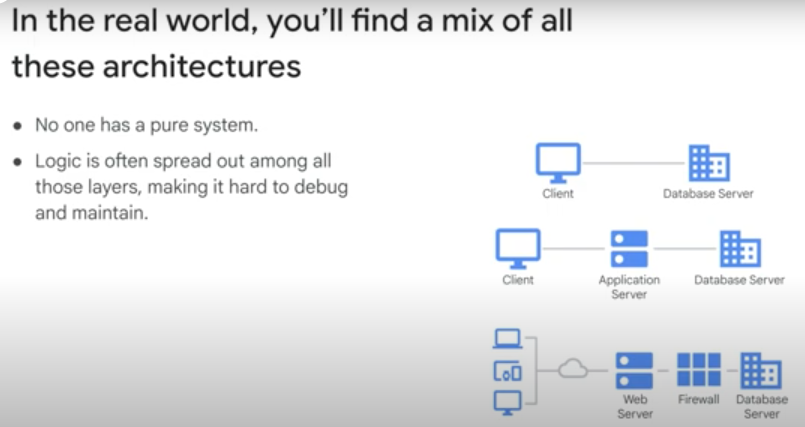 In the real world, you'll find a mix of all
these architectures
• No one has a pure system.
• Logic is often spread out among all
those layers, making it hard to debug
and maintain.
Client
Database Server
Client
Application
Server
Database Server
Web
Server
Firewall
Database
Server